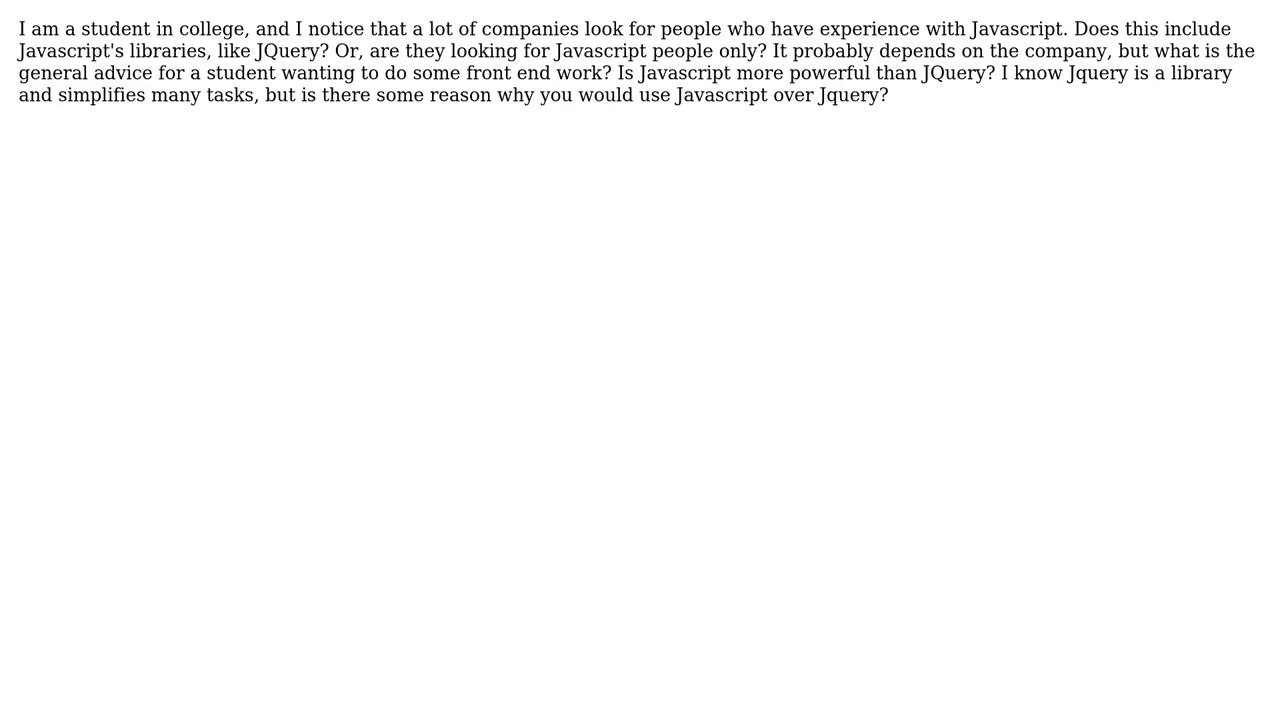 I am a student in college, and I notice that a lot of companies look for people who have experience with Javascript. Does this include
Javascript's libraries, like JQuery? Or, are they looking for Javascript people only? It probably depends on the company, but what is the
general advice for a student wanting to do some front end work? Is Javascript more powerful than JQuery? I know Jquery is a library
and simplifies many tasks, but is there some reason why you would use Javascript over Jquery?